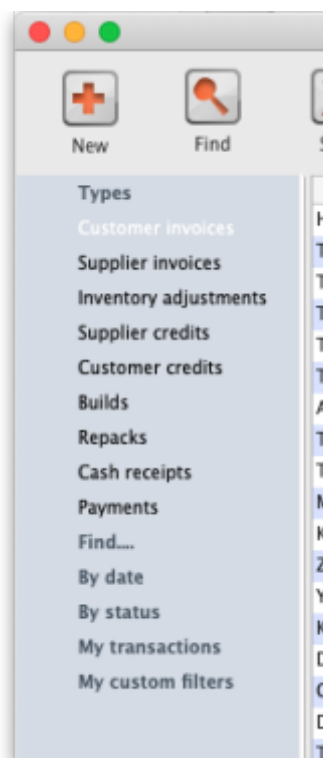 New Find
Types
Customer invoices
Supplier invoices
Inventory adjustments
Supplier credits
Customer credits
Builds
Repacks
Cash receipts
Payments
Find....
By date
By status
My transactions
My custom filters